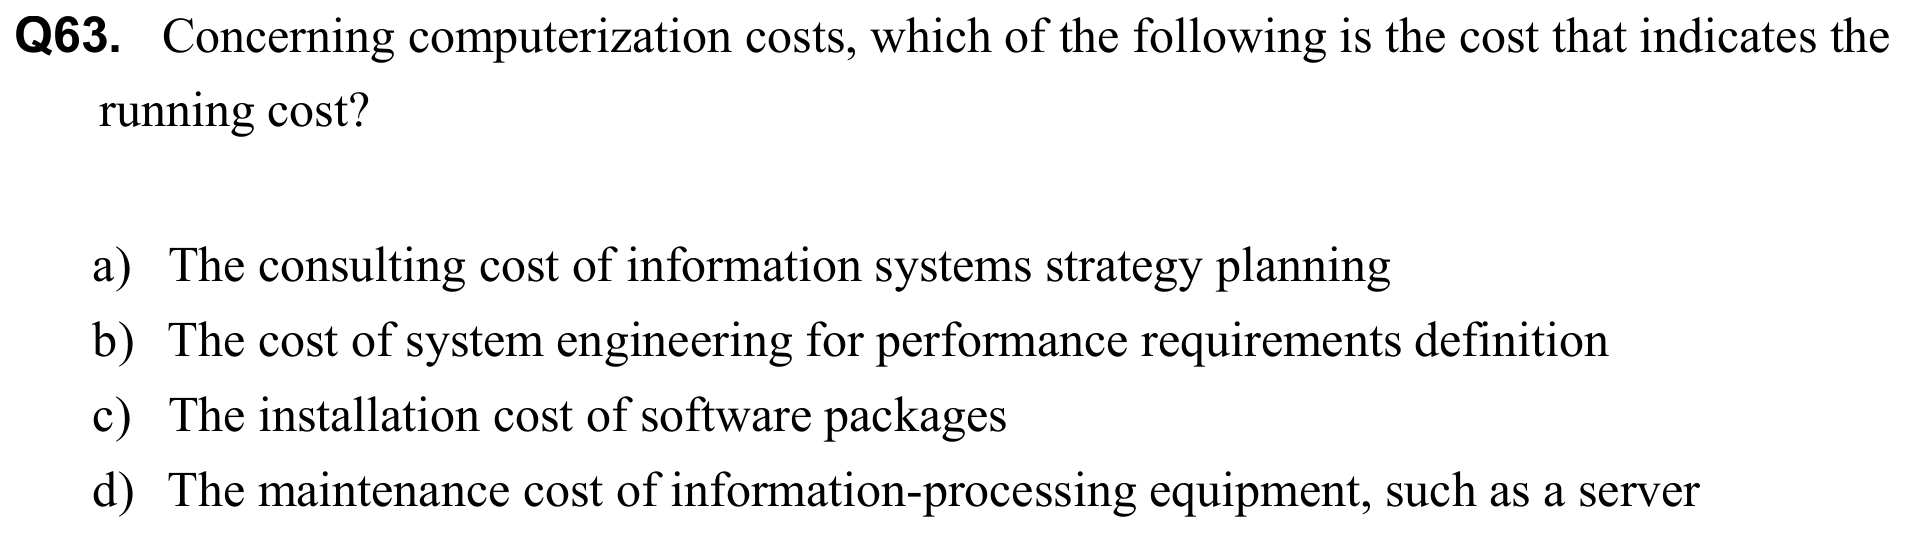 Q63. Concerning computerization costs, which of the following is the cost that indicates the
running cost?
a) The consulting cost of information systems strategy planning
b) The cost of system engineering for performance requirements definition
c) The installation cost of software packages
d) The maintenance cost of information-processing equipment, such as a server